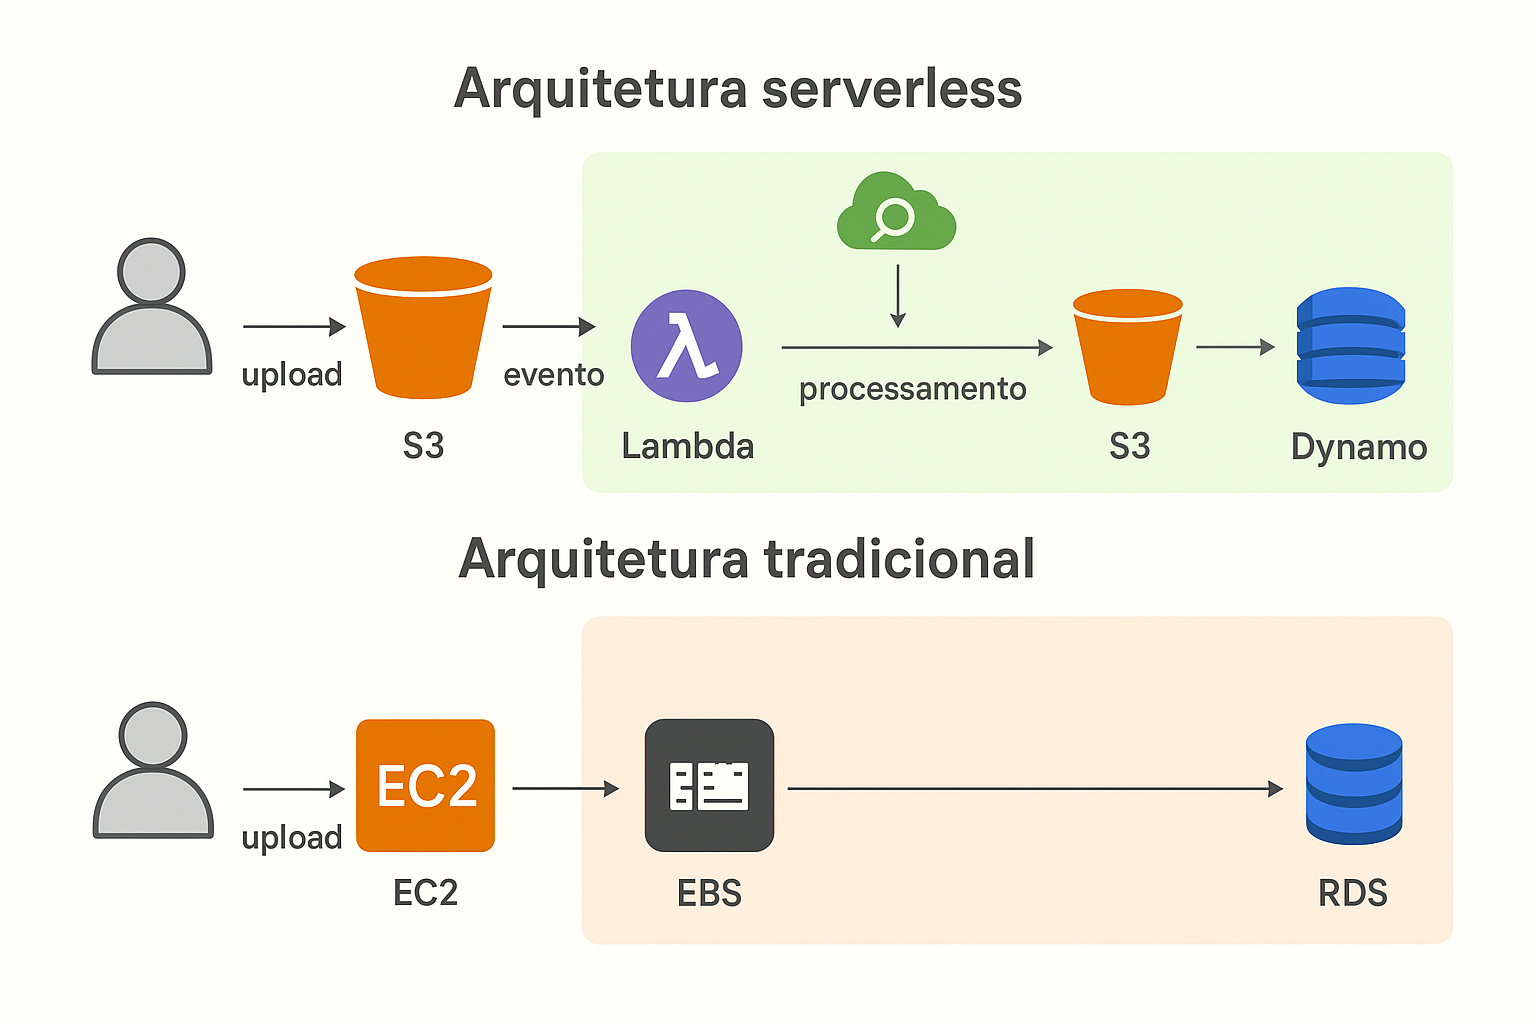 Arquitetura serverless
upload
evento
processamento
S3
Lambda
S3
Dynamo
Arquitetura tradicional
EC2
upload
EC2
EBS
RDS